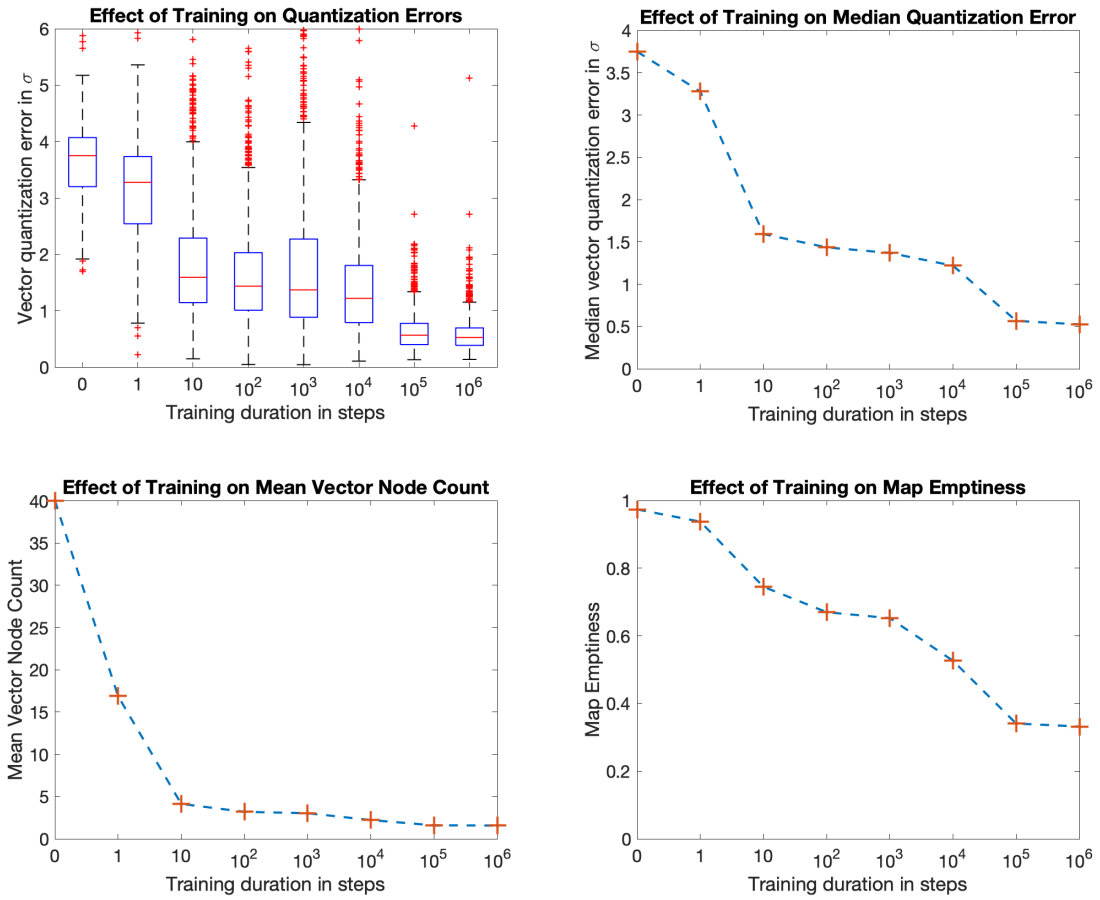 Effect of Training on Quantization Errors
Vector quantization error in σ
6
5
4
3
2
1
0
0 1 10 10² 10³ 10⁴ 10⁵ 10⁶
Training duration in steps
Effect of Training on Median Quantization Error
Median vector quantization error in σ
4
3.5
3
2.5
2
1.5
1
0.5
0
0 1 10 10² 10³ 10⁴ 10⁵ 10⁶
Training duration in steps
Effect of Training on Mean Vector Node Count
Mean Vector Node Count
40
35
30
25
20
15
10
5
0
0 1 10 10² 10³ 10⁴ 10⁵ 10⁶
Training duration in steps
Effect of Training on Map Emptiness
Map Emptiness
1
0.8
0.6
0.4
0.2
0
0 1 10 10² 10³ 10⁴ 10⁵ 10⁶
Training duration in steps